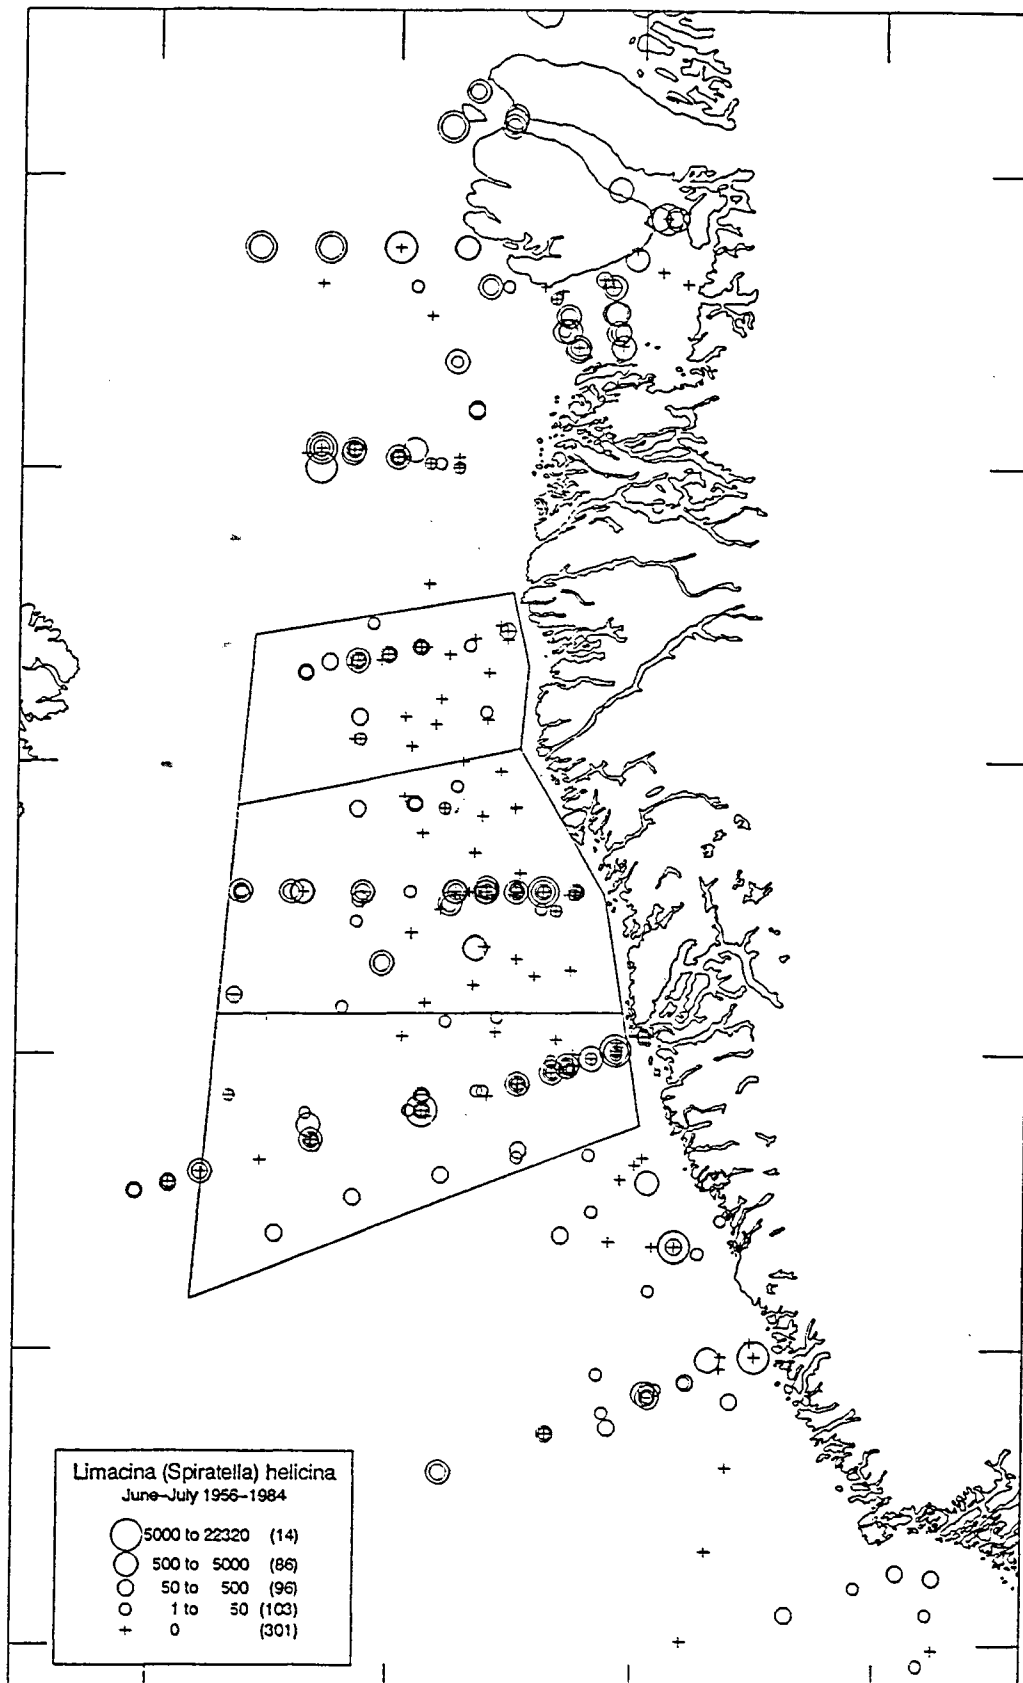 Limacina (Spiratella) helicina
June-July 1956-1984
5000 to 22320 (14)
500 to 5000 (86)
50 to 500 (96)
1 to 50 (103)
0 (301)